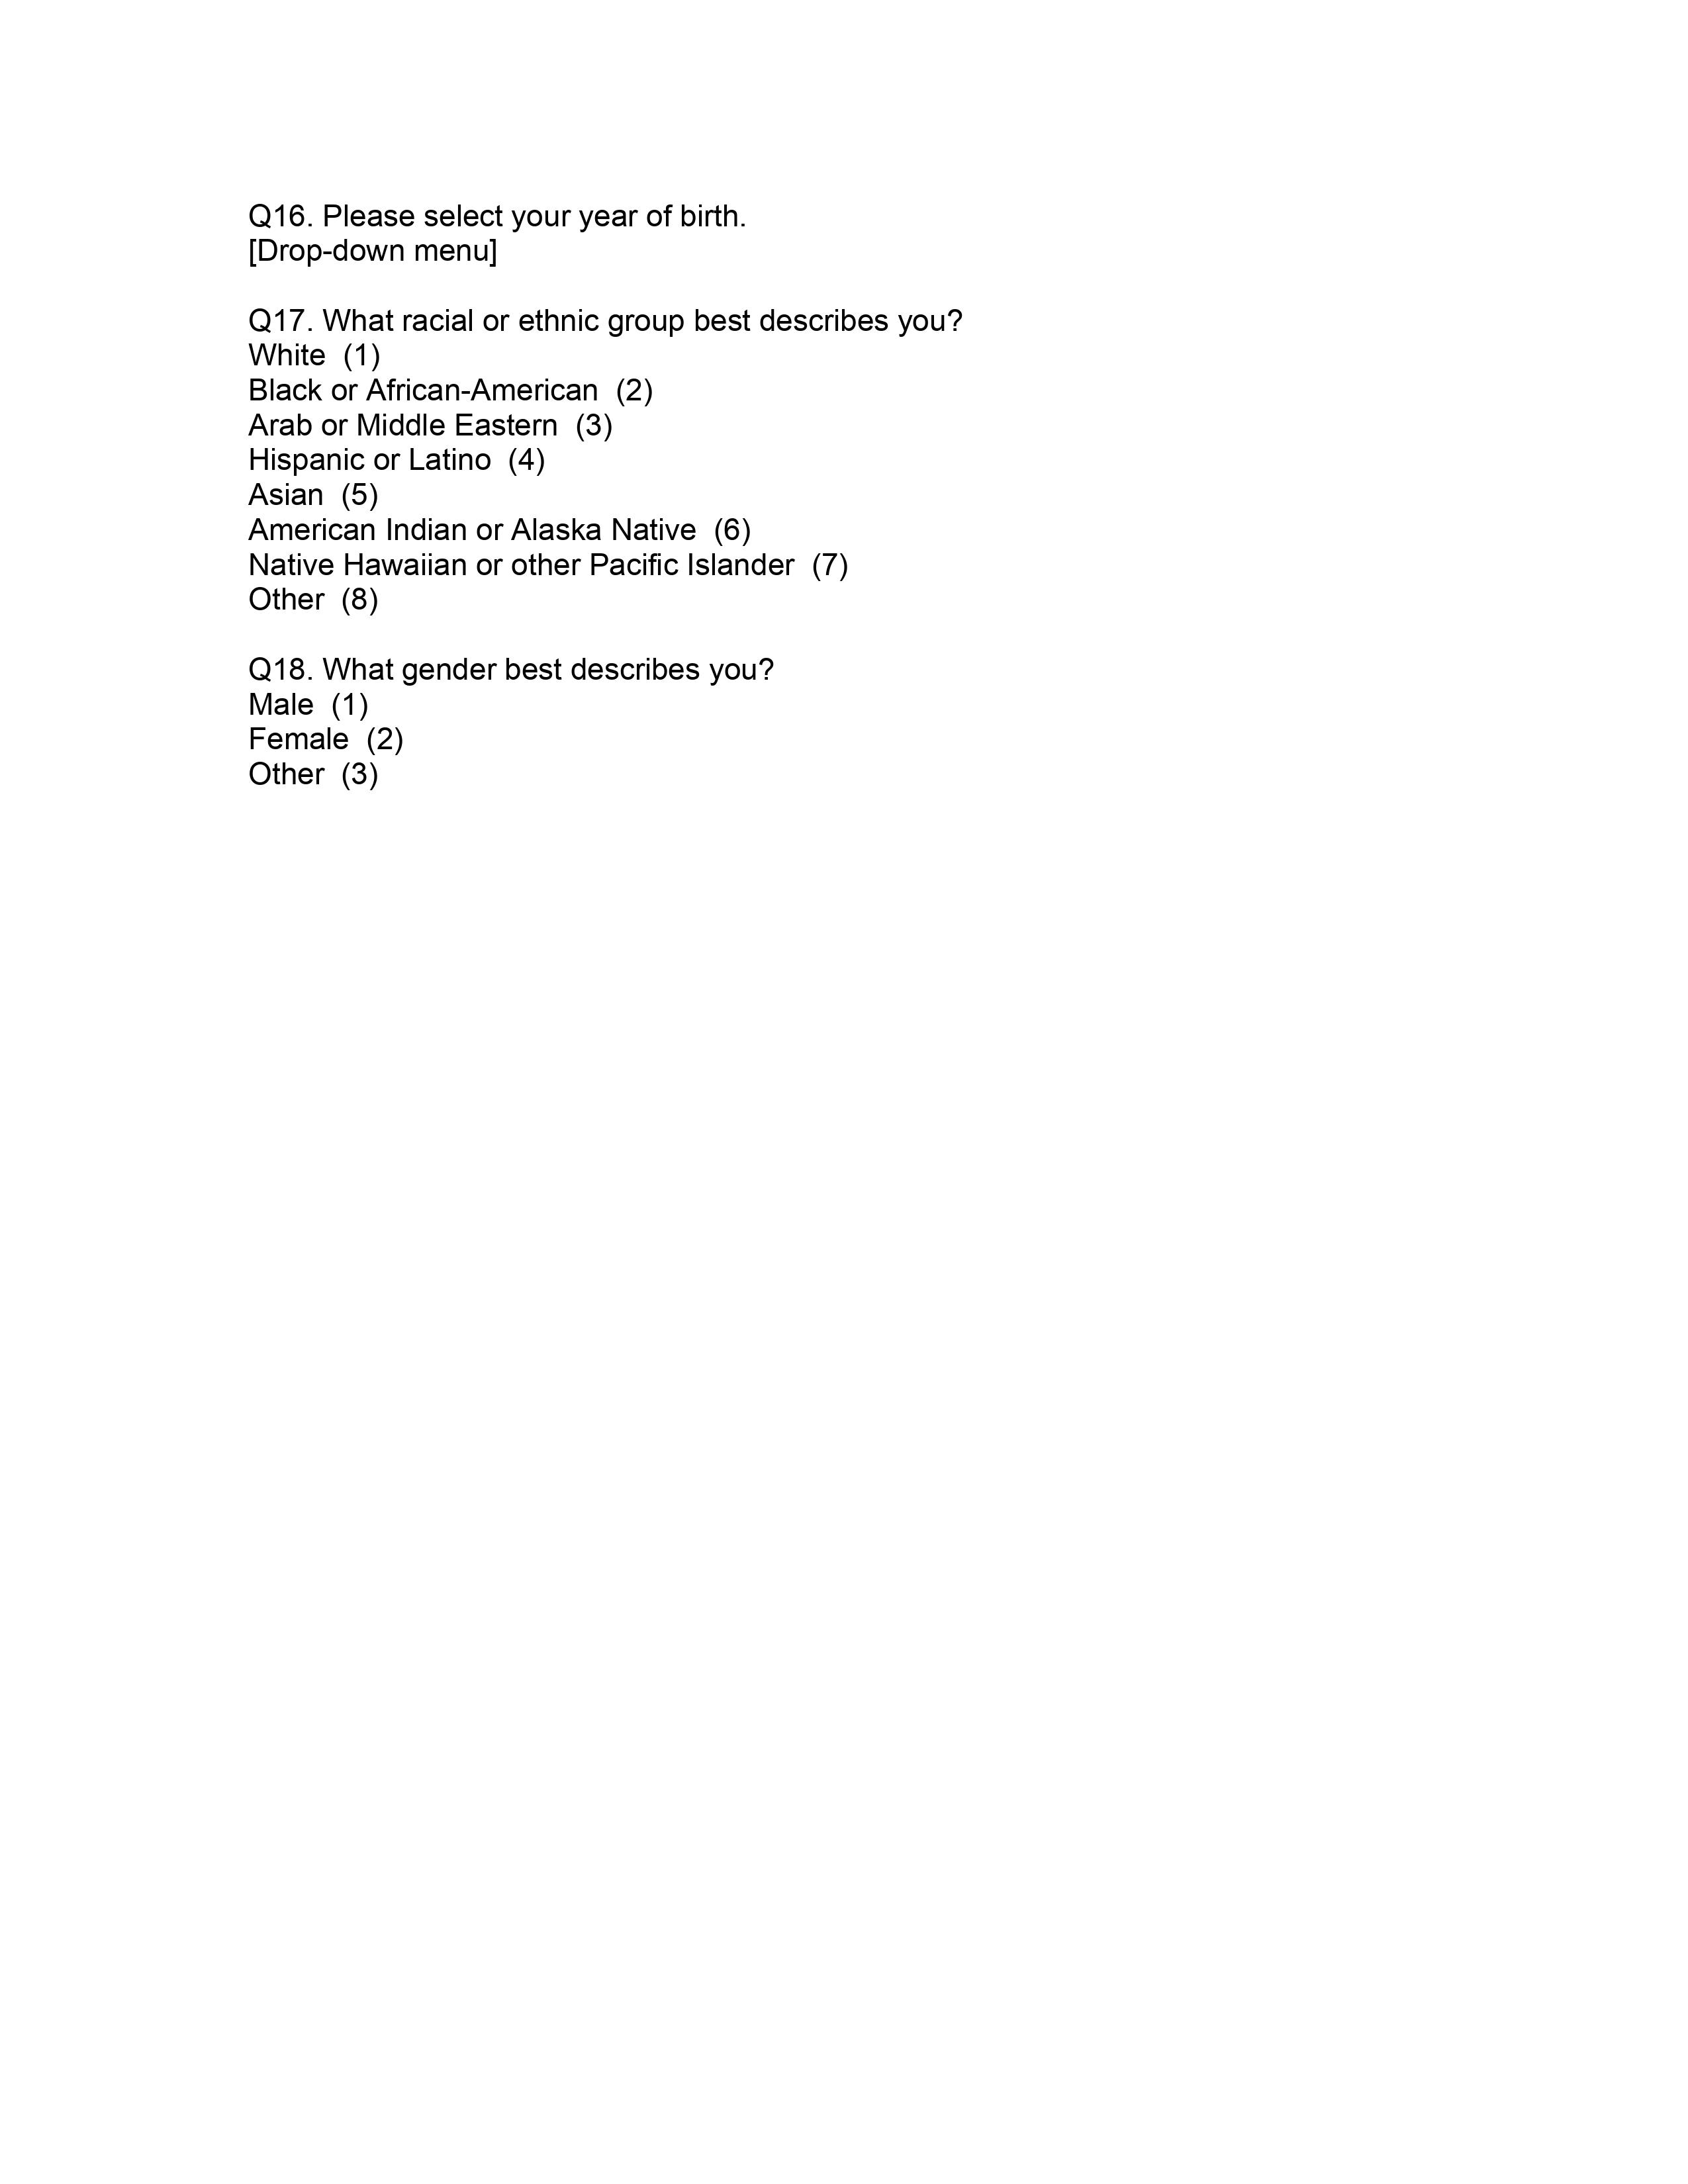 Q16. Please select your year of birth.
[Drop-down menu]
Q17. What racial or ethnic group best describes you?
White  (1)
Black or African-American  (2)
Arab or Middle Eastern  (3)
Hispanic or Latino  (4)
Asian  (5)
American Indian or Alaska Native  (6)
Native Hawaiian or other Pacific Islander  (7)
Other  (8)
Q18. What gender best describes you?
Male  (1)
Female  (2)
Other  (3)